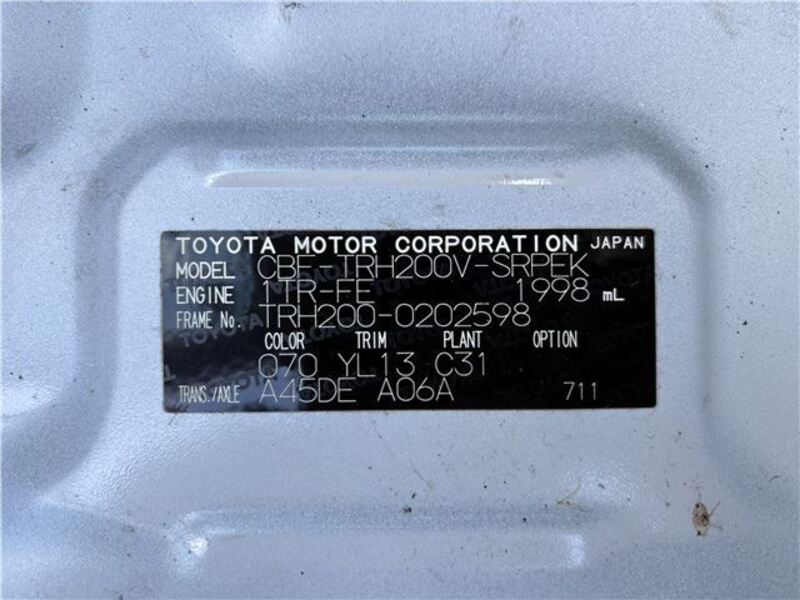 TOYOTA MOTOR CORPORATION JAPAN
MODEL CBF-TRH200V-SRPEK
ENGINE 1TR-FE 1998 mL
FRAME No. TRH200-0202598
COLOR TRIM PLANT OPTION
070 YL13 C31
TRANS./AXLE A45DE A06A 711